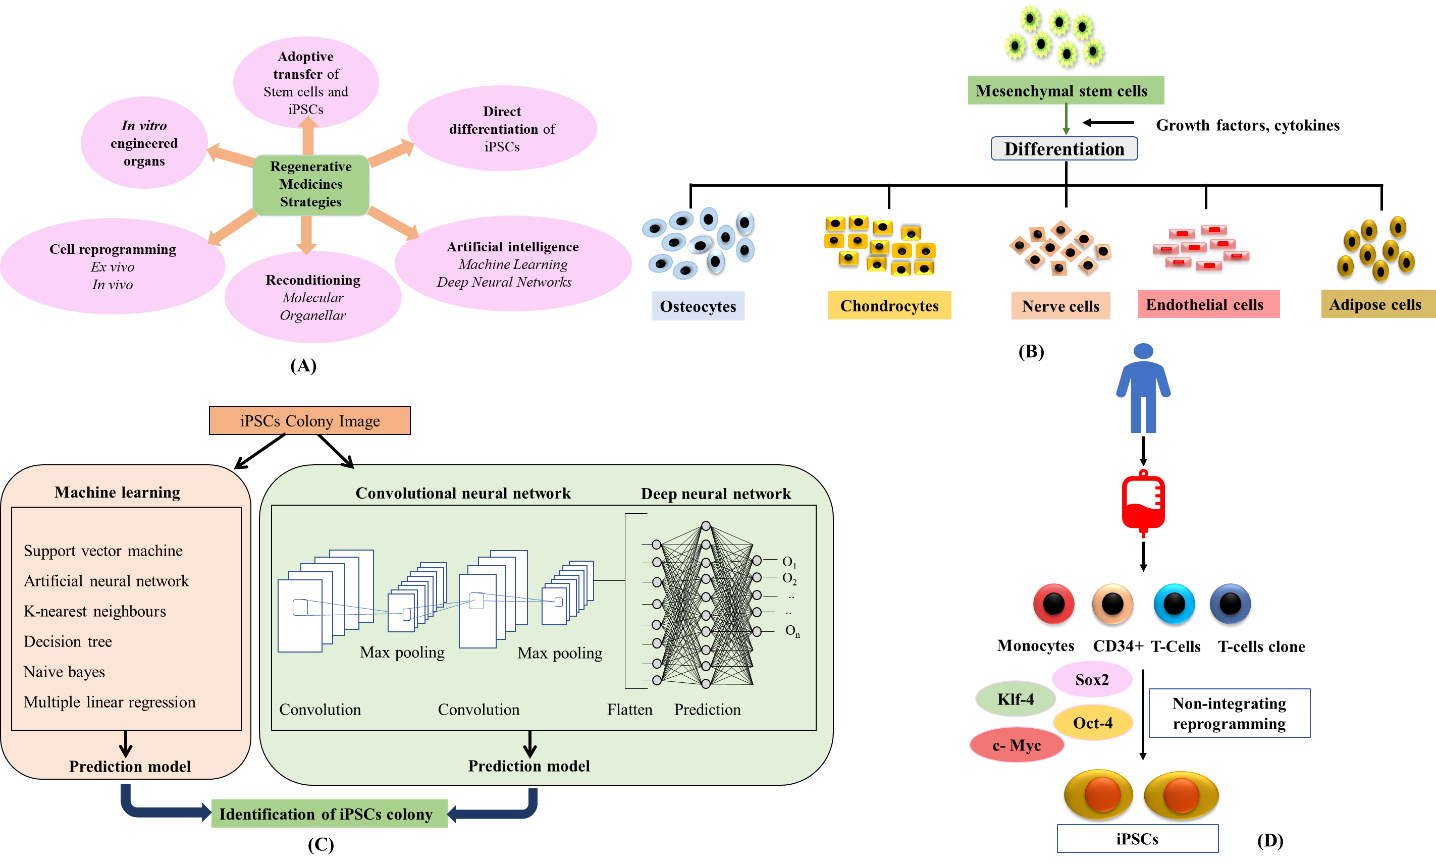 Adoptive
transfer of
Stem cells and
iPSCs
In vitro
engineered
organs
Direct
differentiation of
iPSCs
Regenerative
Medicines
Strategies
Cell reprogramming
Ex vivo
In vivo
Reconditioning
Molecular
Organellar
Artificial intelligence
Machine Learning
Deep Neural Networks
(A)
Mesenchymal stem cells
Growth factors, cytokines
Differentiation
Osteocytes
Chondrocytes
Nerve cells
Endothelial cells
Adipose cells
(B)
iPSCs Colony Image
Machine learning
Support vector machine
Artificial neural network
K-nearest neighbours
Decision tree
Naive bayes
Multiple linear regression
Prediction model
Convolutional neural network
Deep neural network
Max pooling
Max pooling
Convolution
Convolution
Flatten
Prediction
O1
O2
..
..
On
Prediction model
Identification of iPSCs colony
(C)
Monocytes
CD34+
T-Cells
T-cells clone
Sox2
Klf-4
Oct-4
c- Myc
Non-integrating
reprogramming
iPSCs
(D)